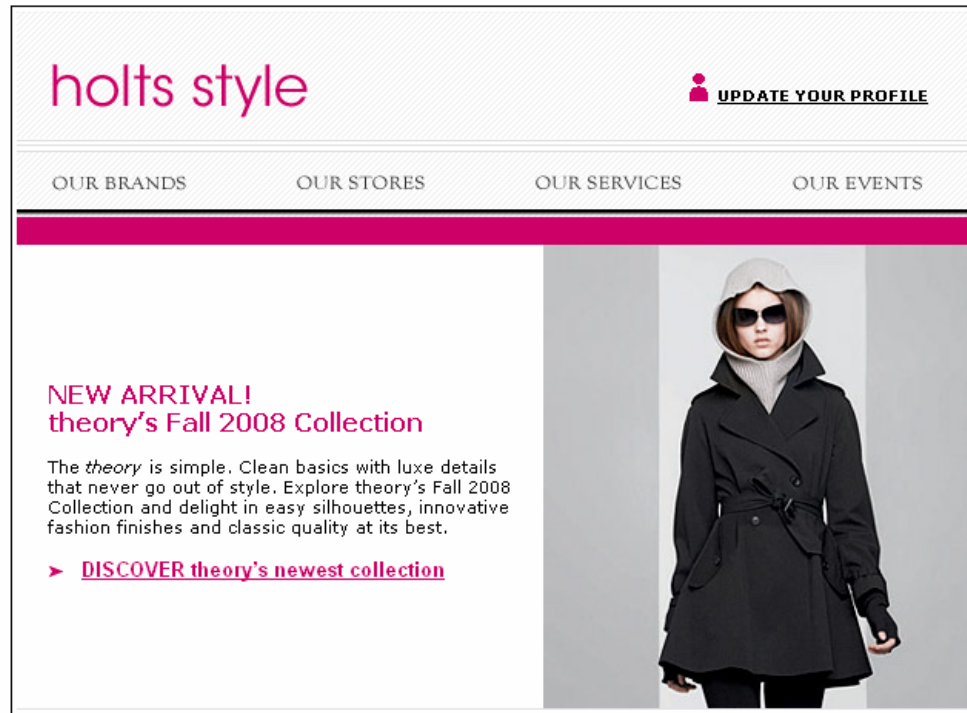 holts style
UPDATE YOUR PROFILE
OUR BRANDS OUR STORES OUR SERVICES OUR EVENTS
NEW ARRIVAL!
theory's Fall 2008 Collection
The theory is simple. Clean basics with luxe details
that never go out of style. Explore theory's Fall 2008
Collection and delight in easy silhouettes, innovative
fashion finishes and classic quality at its best.
➤ DISCOVER theory's newest collection